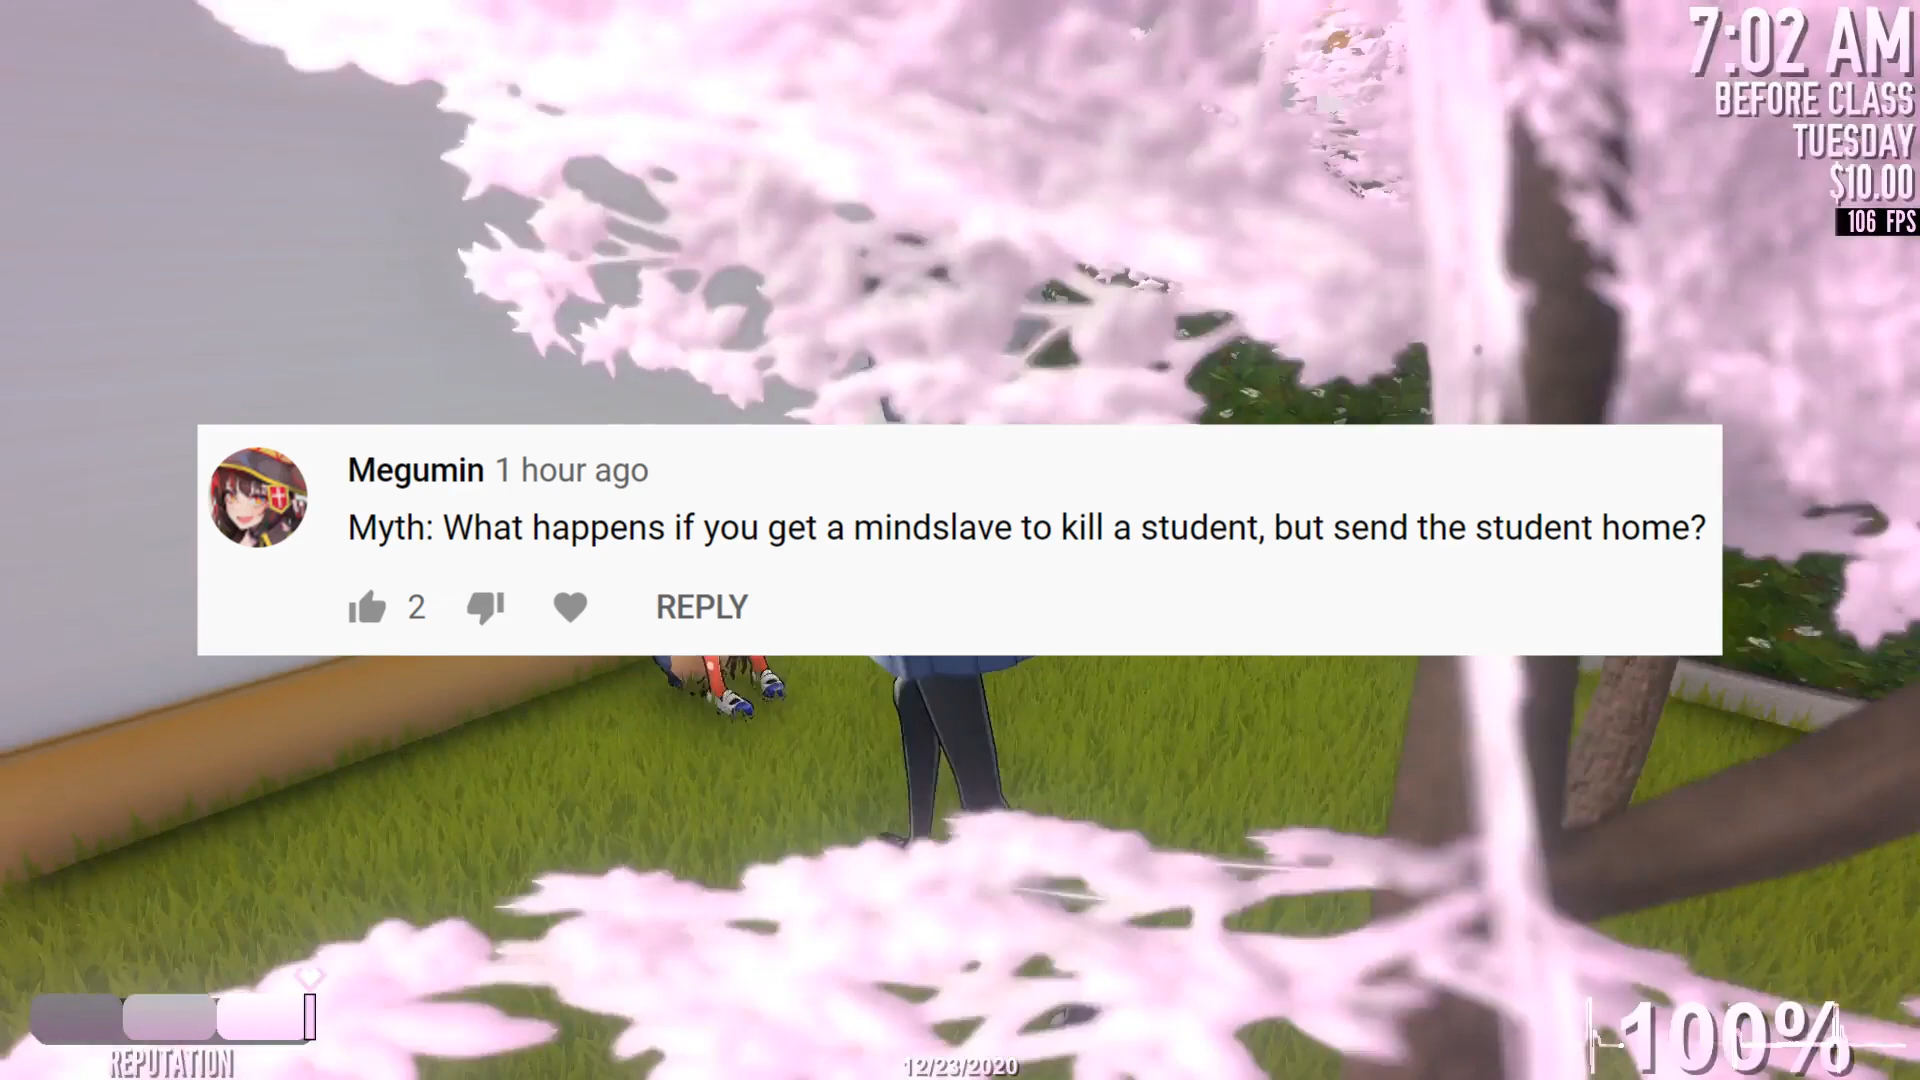 7:02 AM
BEFORE CLASS
TUESDAY
$10.00
106 FPS
Megumin 1 hour ago
Myth: What happens if you get a mindslave to kill a student, but send the student home?
2 REPLY
REPUTATION
12/23/2020
100%